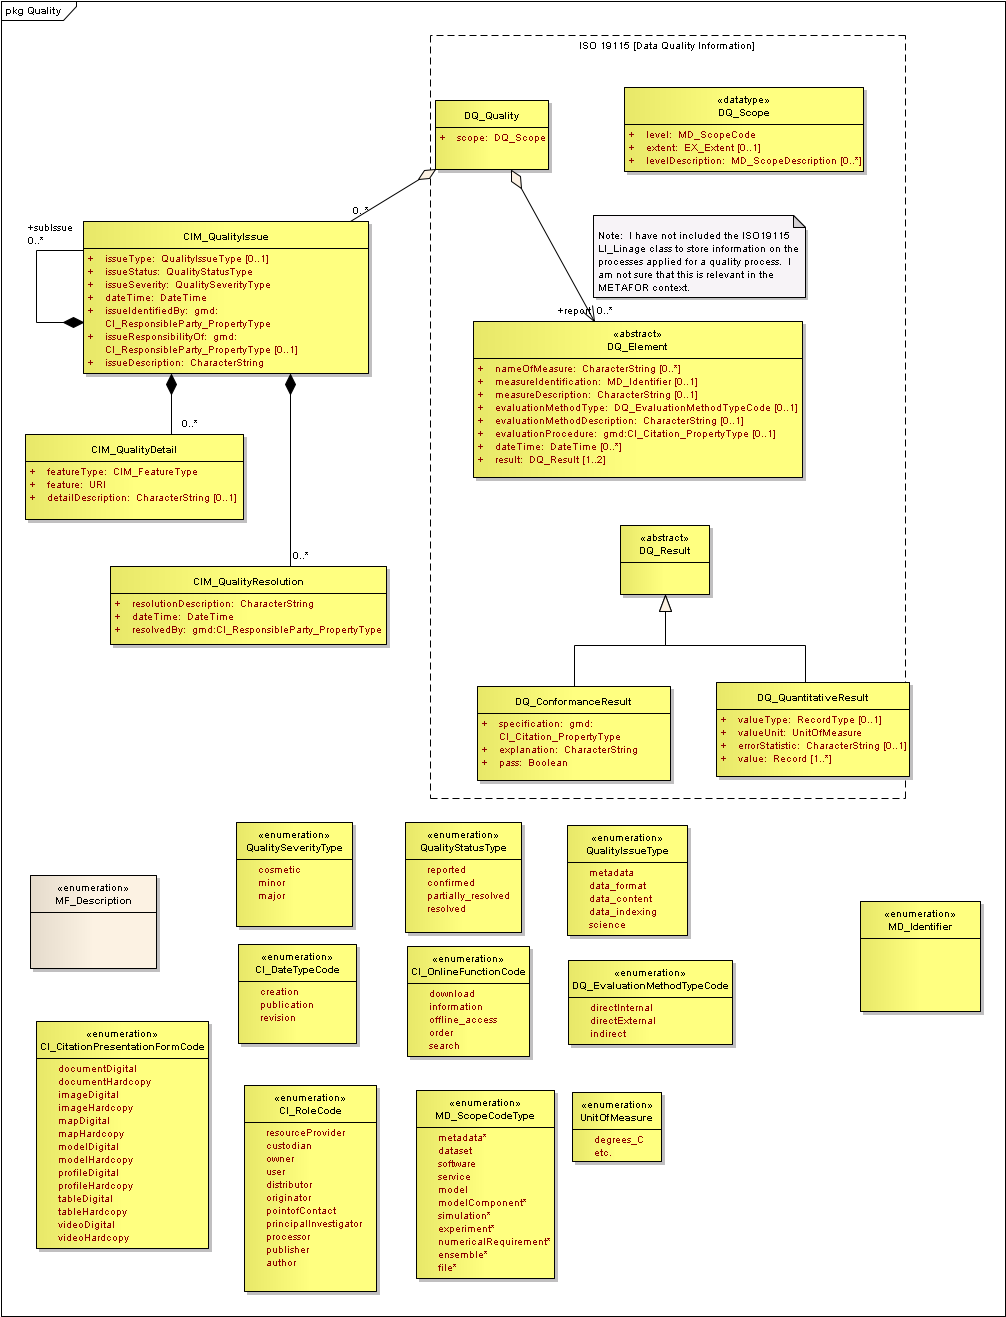 pkg Quality
ISO 19115 [Data Quality Information]
DQ_Quality
+ scope: DQ_Scope
«datatype»
DQ_Scope
+ level: MD_ScopeCode
+ extent: EX_Extent [0..1]
+ levelDescription: MD_ScopeDescription [0..*]
0..*
+subIssue
0..*
CIM_QualityIssue
+ issueType: QualityIssueType [0..1]
+ issueStatus: QualityStatusType
+ issueSeverity: QualitySeverityType
+ dateTime: DateTime
+ issueIdentifiedBy: gmd:
CI_ResponsibleParty_PropertyType
+ issueResponsibilityOf: gmd:
CI_ResponsibleParty_PropertyType [0..1]
+ issueDescription: CharacterString
Note: I have not included the ISO19115
LI_Linage class to store information on the
processes applied for a quality process. I
am not sure that this is relevant in the
METAFOR context.
+report 0..*
«abstract»
DQ_Element
+ nameOfMeasure: CharacterString [0..*]
+ measureIdentification: MD_Identifier [0..1]
+ measureDescription: CharacterString [0..1]
+ evaluationMethodType: DQ_EvaluationMethodTypeCode [0..1]
+ evaluationMethodDescription: CharacterString [0..1]
+ evaluationProcedure: gmd:CI_Citation_PropertyType [0..1]
+ dateTime: DateTime [0..*]
+ result: DQ_Result [1..2]
0..*
CIM_QualityDetail
+ featureType: CIM_FeatureType
+ feature: URI
+ detailDescription: CharacterString [0..1]
0..*
CIM_QualityResolution
+ resolutionDescription: CharacterString
+ dateTime: DateTime
+ resolvedBy: gmd:CI_ResponsibleParty_PropertyType
«abstract»
DQ_Result
DQ_ConformanceResult
+ specification: gmd:
CI_Citation_PropertyType
+ explanation: CharacterString
+ pass: Boolean
DQ_QuantitativeResult
+ valueType: RecordType [0..1]
+ valueUnit: UnitOfMeasure
+ errorStatistic: CharacterString [0..1]
+ value: Record [1..*]
«enumeration»
MF_Description
«enumeration»
QualitySeverityType
cosmetic
minor
major
«enumeration»
QualityStatusType
reported
confirmed
partially_resolved
resolved
«enumeration»
QualityIssueType
metadata
data_format
data_content
data_indexing
science
«enumeration»
MD_Identifier
«enumeration»
CI_DateTypeCode
creation
publication
revision
«enumeration»
CI_OnlineFunctionCode
download
information
offline_access
order
search
«enumeration»
DQ_EvaluationMethodTypeCode
directInternal
directExternal
indirect
«enumeration»
CI_CitationPresentationFormCode
documentDigital
documentHardcopy
imageDigital
imageHardcopy
mapDigital
mapHardcopy
modelDigital
modelHardcopy
profileDigital
profileHardcopy
tableDigital
tableHardcopy
videoDigital
videoHardcopy
«enumeration»
CI_RoleCode
resourceProvider
custodian
owner
user
distributor
originator
pointofContact
principalInvestigator
processor
publisher
author
«enumeration»
MD_ScopeCodeType
metadata*
dataset
software
service
model
modelComponent*
simulation*
experiment*
numericalRequirement*
ensemble*
file*
«enumeration»
UnitOfMeasure
degrees_C
etc.